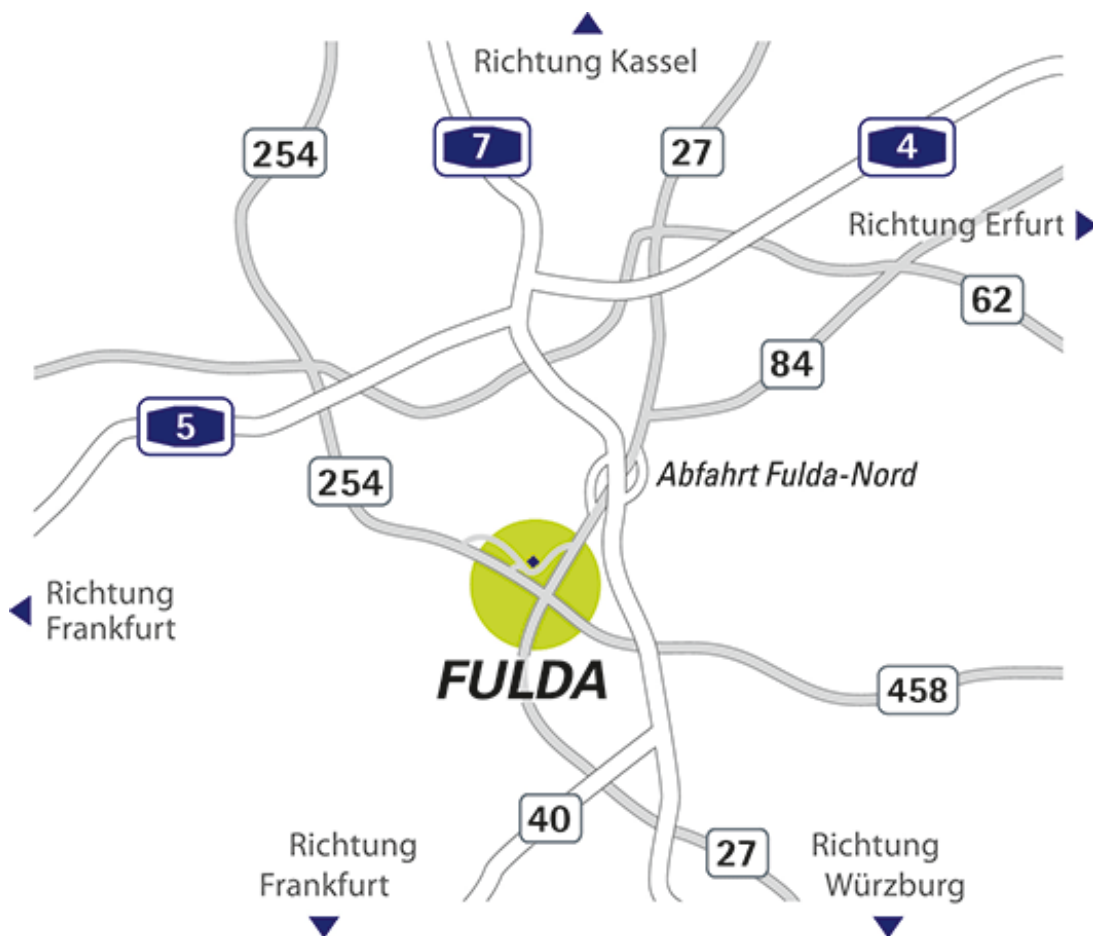 Richtung Kassel
254
7
27
4
Richtung Erfurt
62
84
5
254
Abfahrt Fulda-Nord
Richtung
Frankfurt
FULDA
458
40
27
Richtung
Frankfurt
Richtung
Würzburg